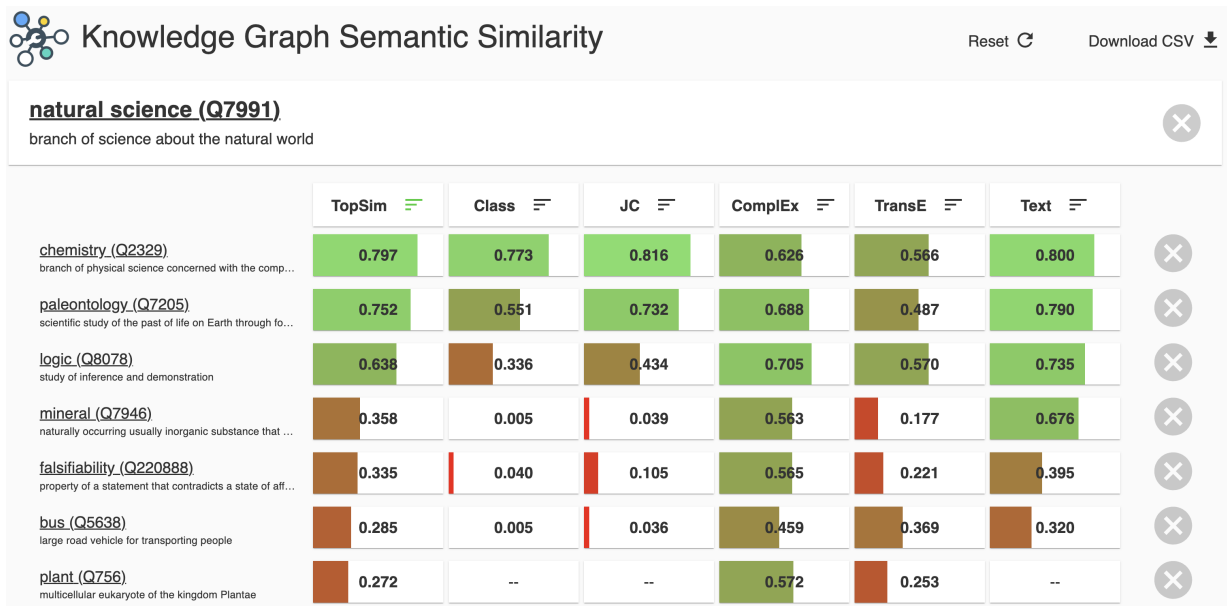 Knowledge Graph Semantic Similarity
Reset
Download CSV
natural science (Q7991)
branch of science about the natural world
TopSim Class JC ComplEx TransE Text
chemistry (Q2329)
branch of physical science concerned with the comp...
0.797 0.773 0.816 0.626 0.566 0.800
paleontology (Q7205)
scientific study of the past of life on Earth through fo...
0.752 0.551 0.732 0.688 0.487 0.790
logic (Q8078)
study of inference and demonstration
0.638 0.336 0.434 0.705 0.570 0.735
mineral (Q7946)
naturally occurring usually inorganic substance that ...
0.358 0.005 0.039 0.563 0.177 0.676
falsifiability (Q220888)
property of a statement that contradicts a state of aff...
0.335 0.040 0.105 0.565 0.221 0.395
bus (Q5638)
large road vehicle for transporting people
0.285 0.005 0.036 0.459 0.369 0.320
plant (Q756)
multicellular eukaryote of the kingdom Plantae
0.272 -- -- 0.572 0.253 --